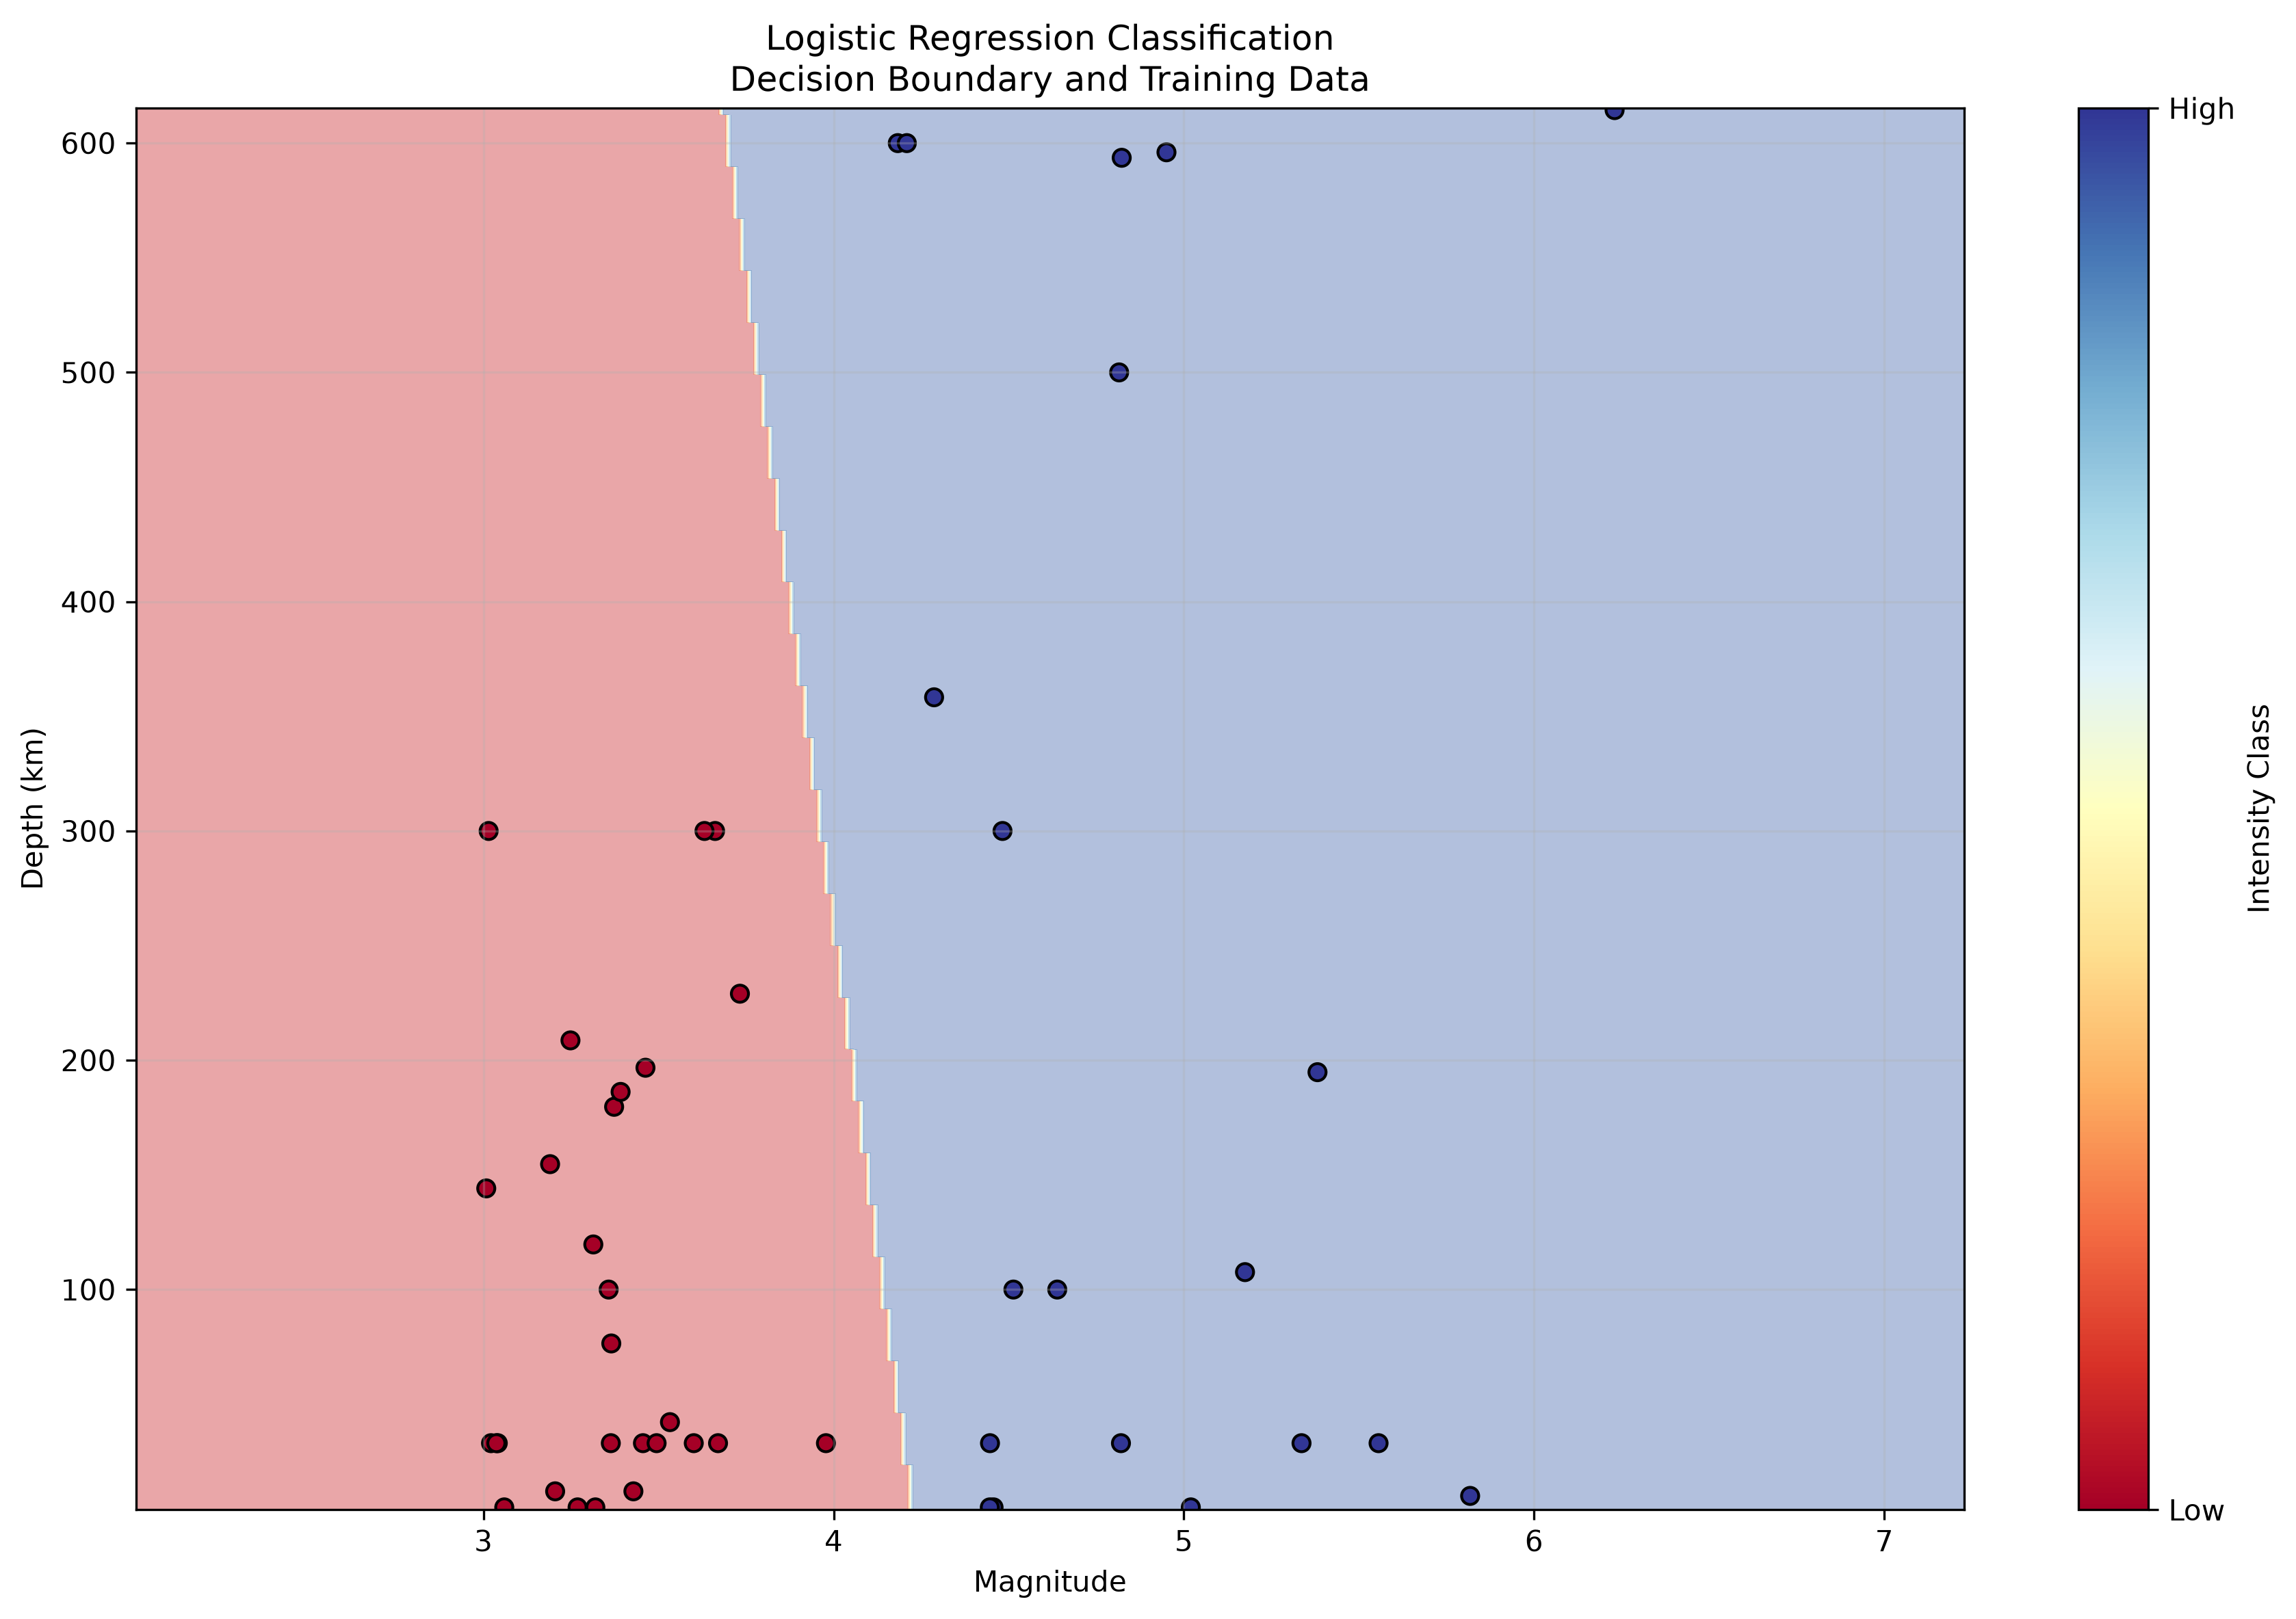 Logistic Regression Classification
Decision Boundary and Training Data
High
600
500
400
300
200
100
Depth (km)
Intensity Class
Low
3
4
5
6
7
Magnitude